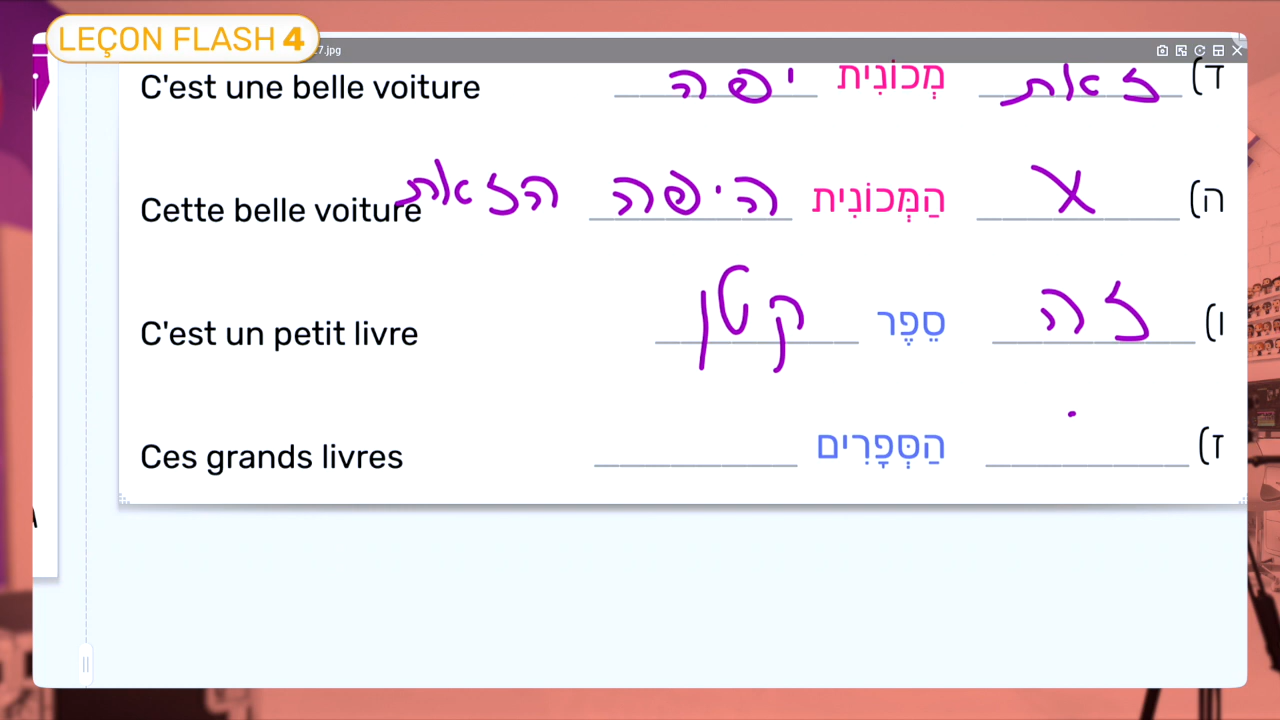 LEÇON FLASH 4
7.jpg
ד) זאת מְכוֹנִית יפה C'est une belle voiture
ה) X הַמְּכוֹנִית היפה הזאת Cette belle voiture
ו) זה סֵפֶר קטן C'est un petit livre
ז) הַסְּפָרִים Ces grands livres